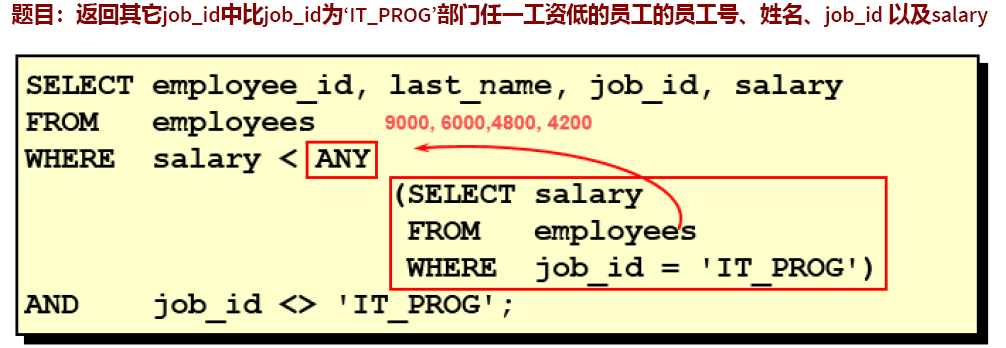 题目：返回其它job_id中比job_id为‘IT_PROG’部门任一工资低的员工的员工号、姓名、job_id 以及salary
SELECT employee_id, last_name, job_id, salary
FROM employees 9000, 6000,4800, 4200
WHERE salary < ANY
(SELECT salary
FROM employees
WHERE job_id = 'IT_PROG')
AND job_id <> 'IT_PROG';